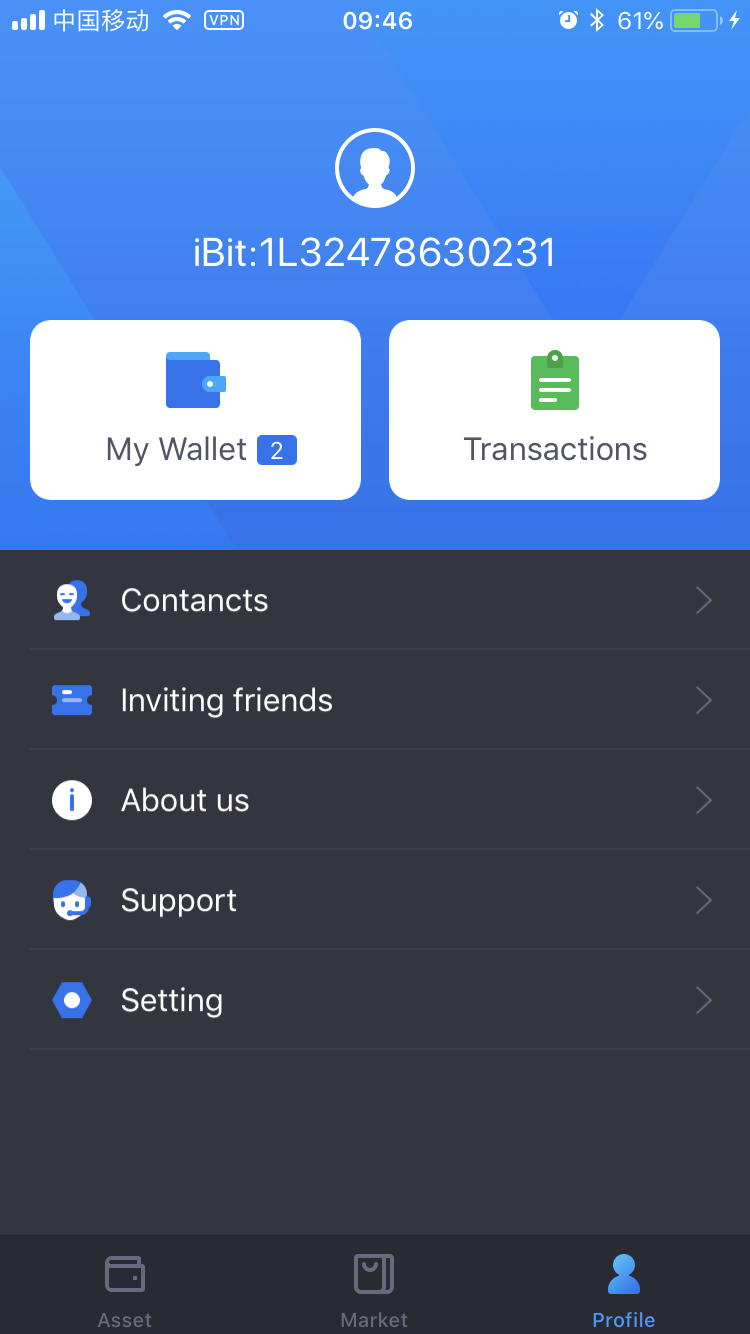 中国移动 VPN 09:46 61%
iBit:1L32478630231
My Wallet 2 Transactions
Contancts
Inviting friends
About us
Support
Setting
Asset Market Profile